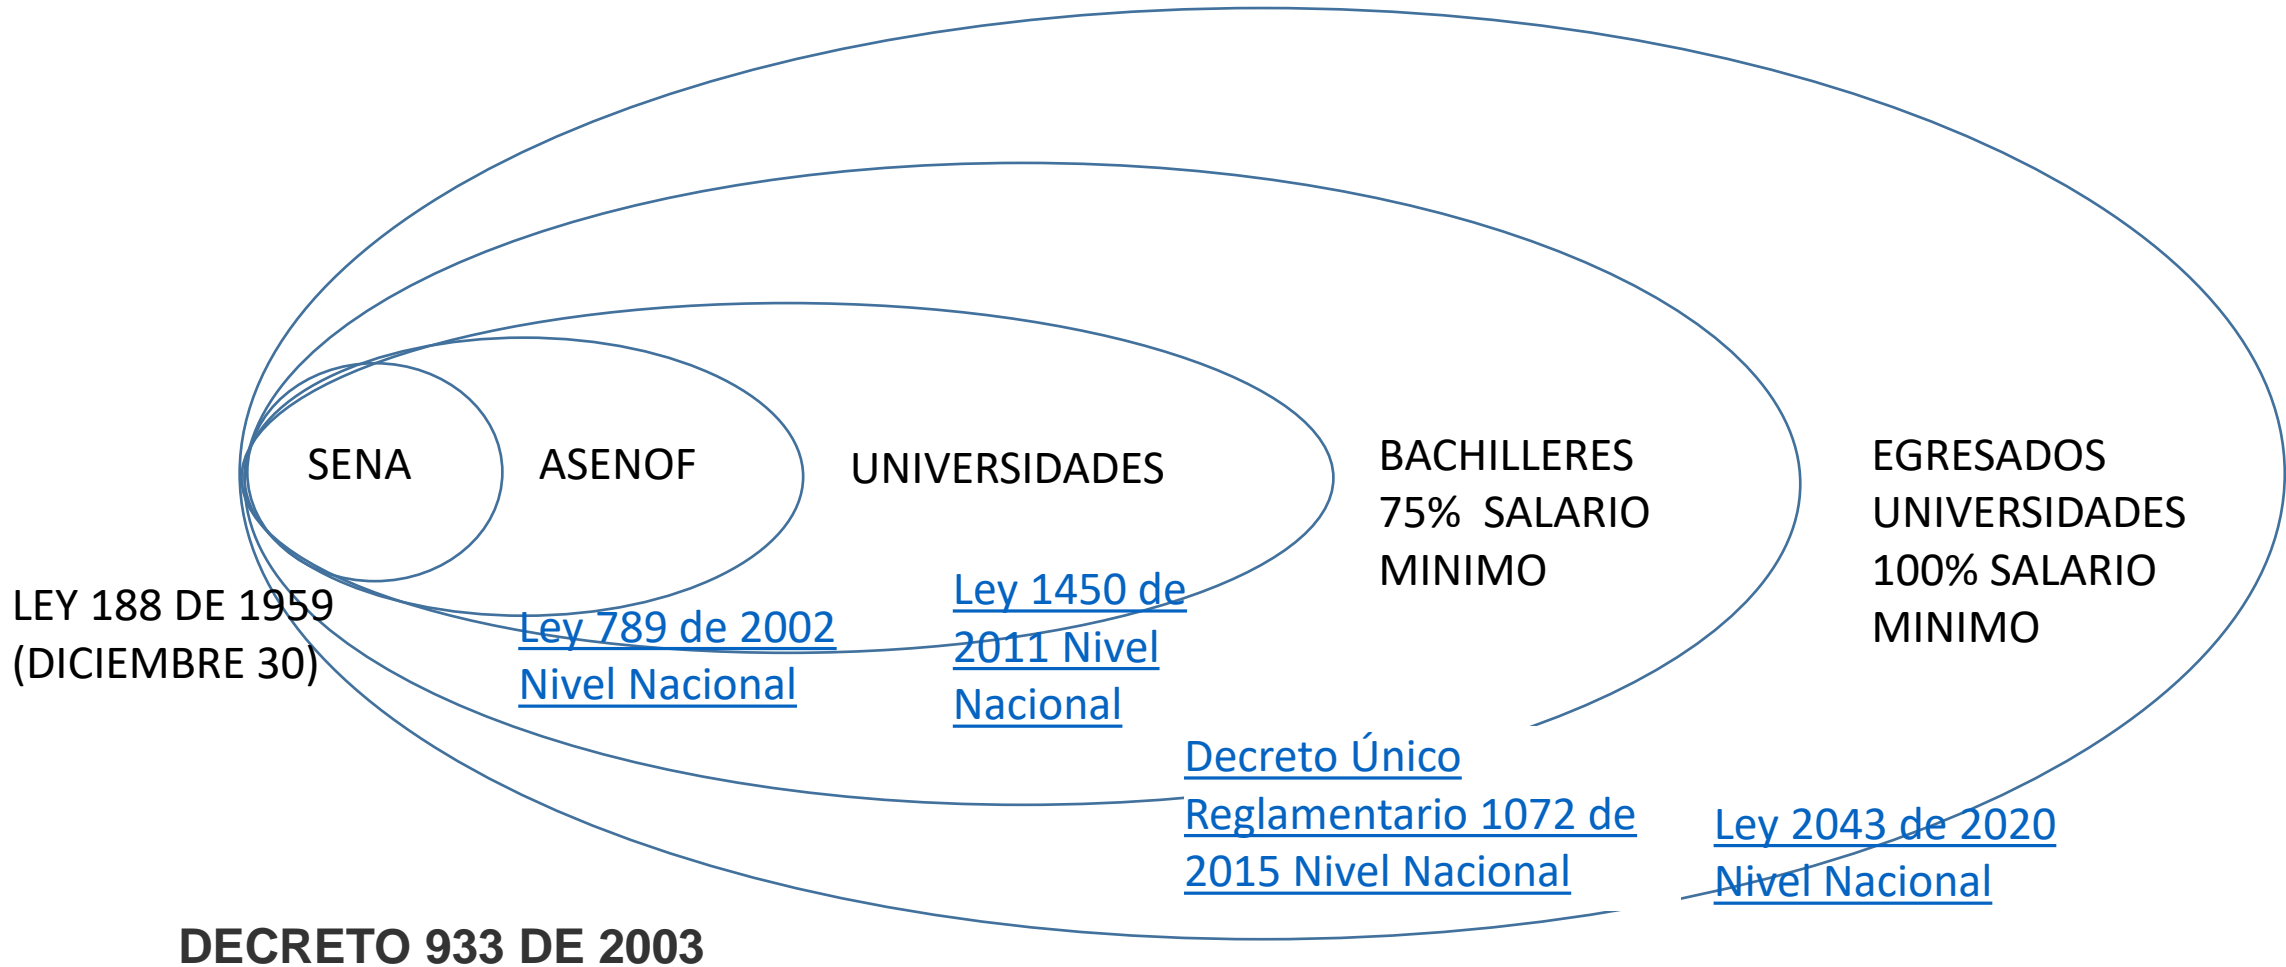 SENA
ASENOF
UNIVERSIDADES
BACHILLERES
75% SALARIO
MINIMO
EGRESADOS
UNIVERSIDADES
100% SALARIO
MINIMO
LEY 188 DE 1959
(DICIEMBRE 30)
Ley 789 de 2002
Nivel Nacional
Ley 1450 de
2011 Nivel
Nacional
Decreto Único
Reglamentario 1072 de
2015 Nivel Nacional
Ley 2043 de 2020
Nivel Nacional
DECRETO 933 DE 2003